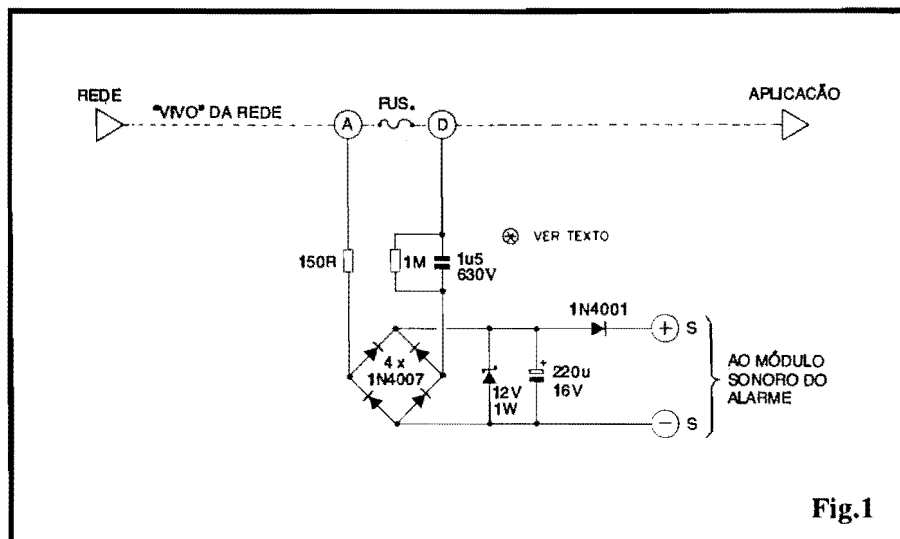 REDE
"VIVO" DA REDE
A
FUS.
D
APLICACÃO
150R
1M
1u5
630V
VER TEXTO
4 x
1N4007
12V
1W
+
220u
16V
1N4001
+ S
− S
AO MÓDULO
SONORO DO
ALARME
Fig.1